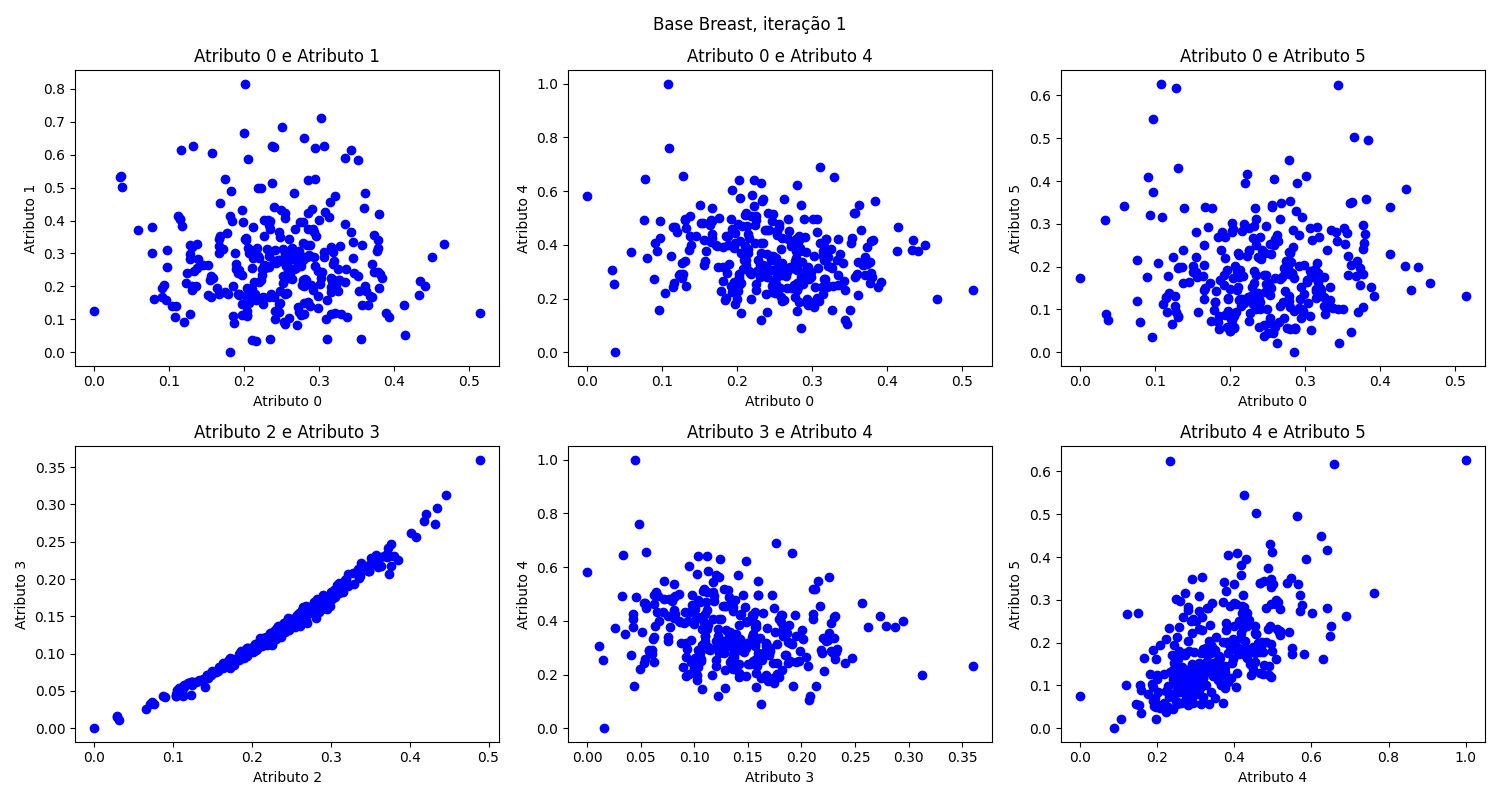 Base Breast, iteração 1
Atributo 0 e Atributo 1
Atributo 1
0.8
0.7
0.6
0.5
0.4
0.3
0.2
0.1
0.0
0.0 0.1 0.2 0.3 0.4 0.5
Atributo 0
Atributo 0 e Atributo 4
Atributo 4
1.0
0.8
0.6
0.4
0.2
0.0
0.0 0.1 0.2 0.3 0.4 0.5
Atributo 0
Atributo 0 e Atributo 5
Atributo 5
0.6
0.5
0.4
0.3
0.2
0.1
0.0
0.0 0.1 0.2 0.3 0.4 0.5
Atributo 0
Atributo 2 e Atributo 3
Atributo 3
0.35
0.30
0.25
0.20
0.15
0.10
0.05
0.00
0.0 0.1 0.2 0.3 0.4 0.5
Atributo 2
Atributo 3 e Atributo 4
Atributo 4
1.0
0.8
0.6
0.4
0.2
0.0
0.00 0.05 0.10 0.15 0.20 0.25 0.30 0.35
Atributo 3
Atributo 4 e Atributo 5
Atributo 5
0.6
0.5
0.4
0.3
0.2
0.1
0.0
0.0 0.2 0.4 0.6 0.8 1.0
Atributo 4